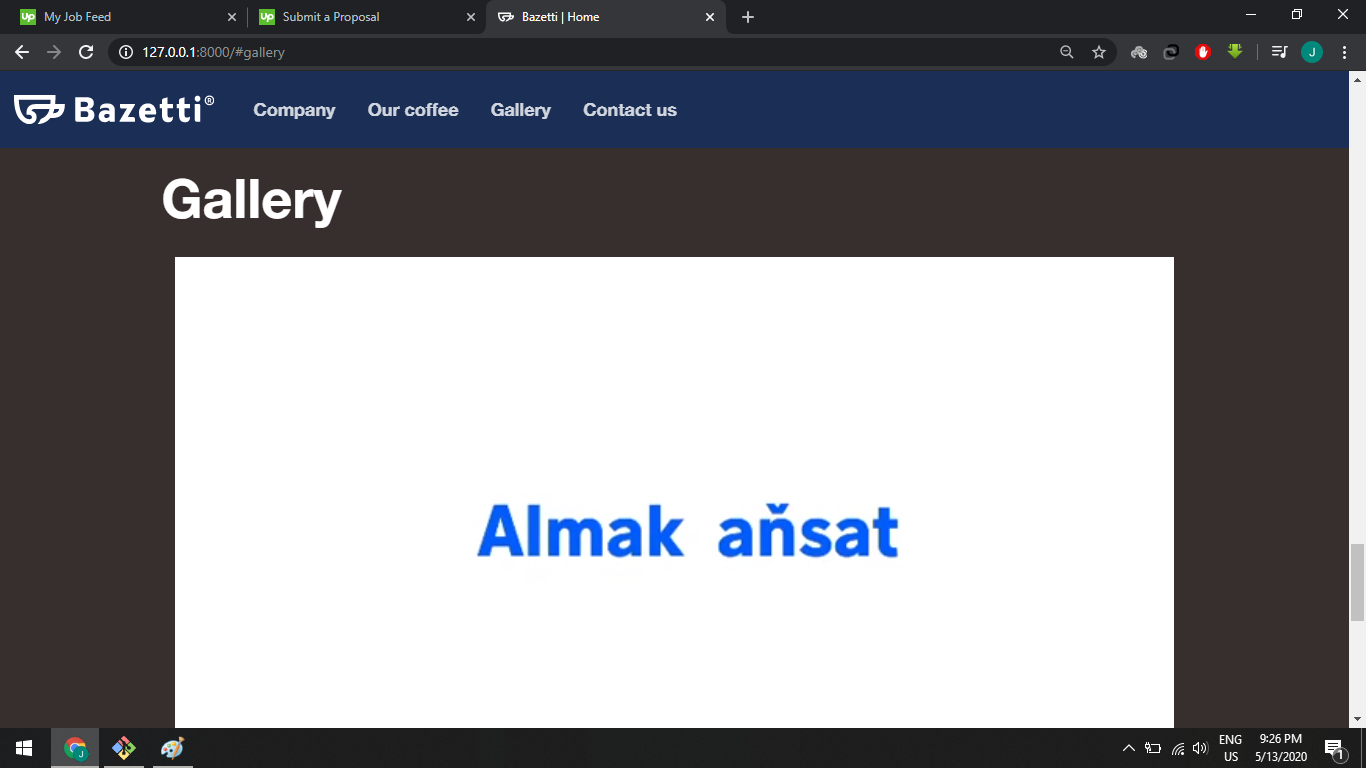 My Job Feed
Submit a Proposal
Bazetti | Home
127.0.0.1:8000/#gallery
J
Bazetti®
Company
Our coffee
Gallery
Contact us
Gallery
Almak aňsat
ENG
US
9:26 PM
5/13/2020
1